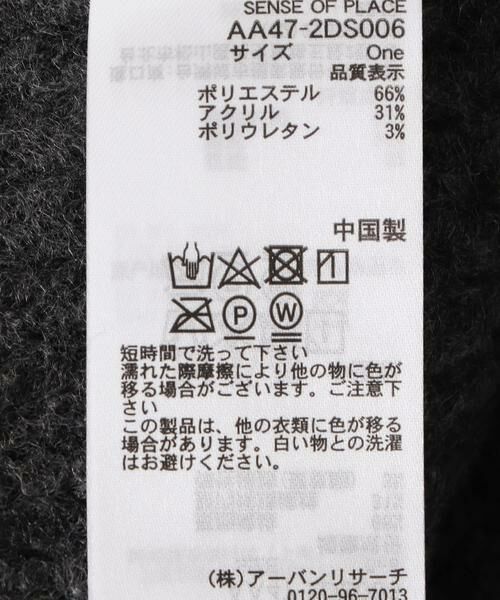 SENSE OF PLACE
AA47-2DS006
サイズ One
品質表示
ポリエステル 66%
アクリル 31%
ポリウレタン 3%
中国製
P W
短時間で洗って下さい
濡れた際摩擦により他の物に色が
移る場合がございます。ご注意下
さい
この製品は、他の衣類に色が移る
場合があります。白い物との洗濯
はお避けください。
(株)アーバンリサーチ
0120-96-7013